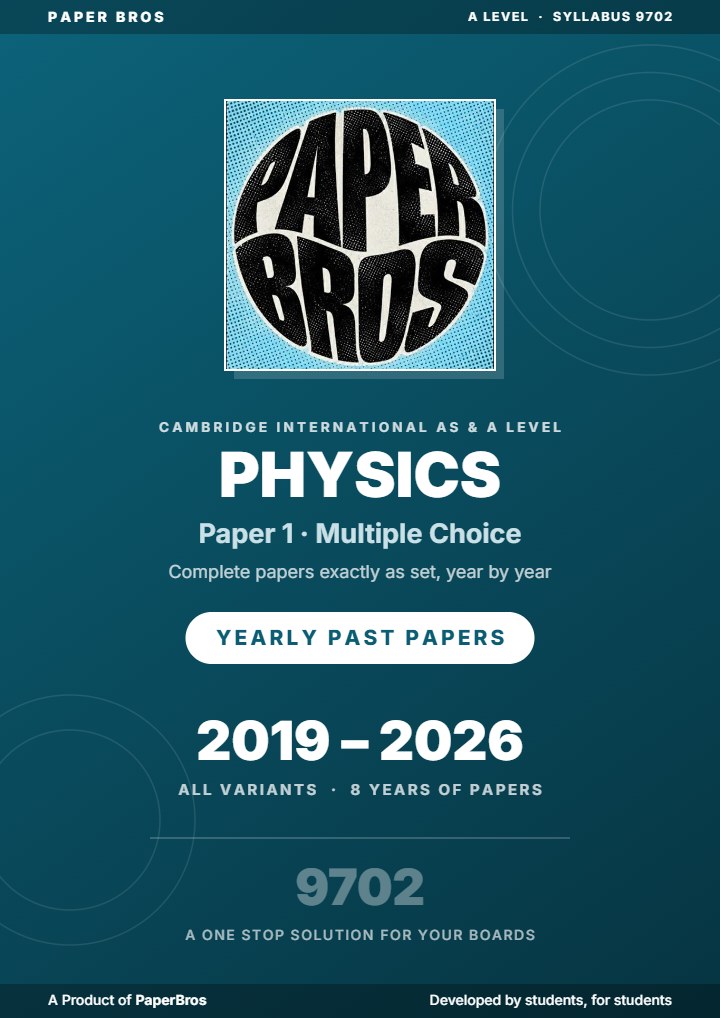 PAPER BROS
A LEVEL · SYLLABUS 9702
PAPER
BROS
CAMBRIDGE INTERNATIONAL AS & A LEVEL
PHYSICS
Paper 1 · Multiple Choice
Complete papers exactly as set, year by year
YEARLY PAST PAPERS
2019 – 2026
ALL VARIANTS · 8 YEARS OF PAPERS
9702
A ONE STOP SOLUTION FOR YOUR BOARDS
A Product of PaperBros
Developed by students, for students